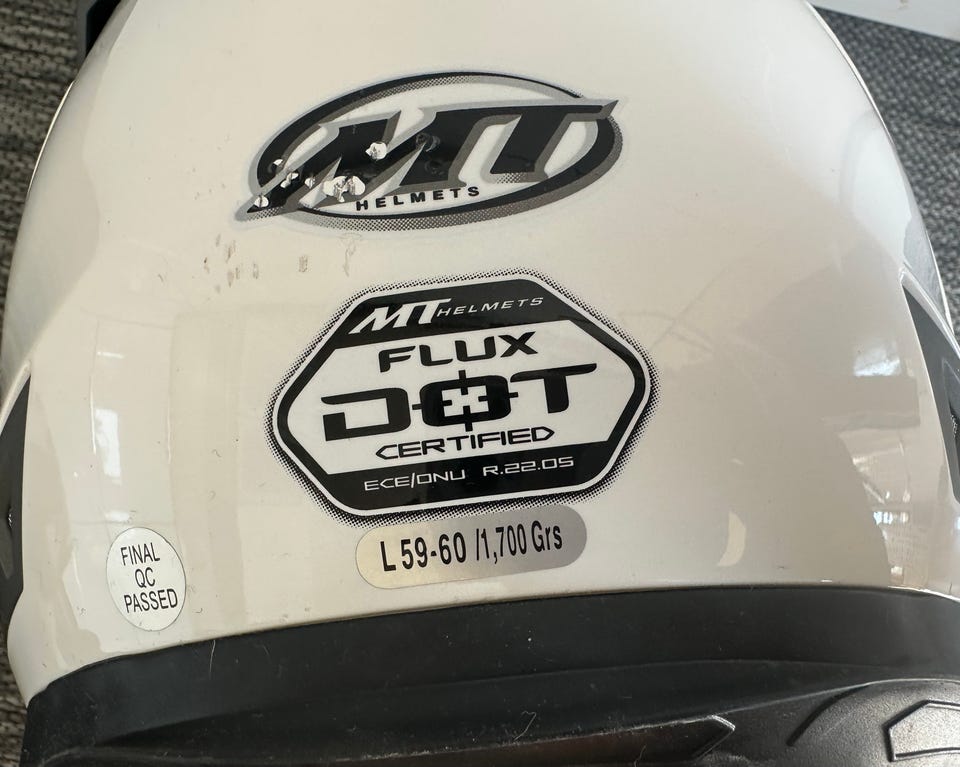 MT
HELMETS
MT HELMETS
FLUX
DOT
CERTIFIED
ECE/ONU R.22.05
L 59-60 /1,700 Grs
FINAL
QC
PASSED